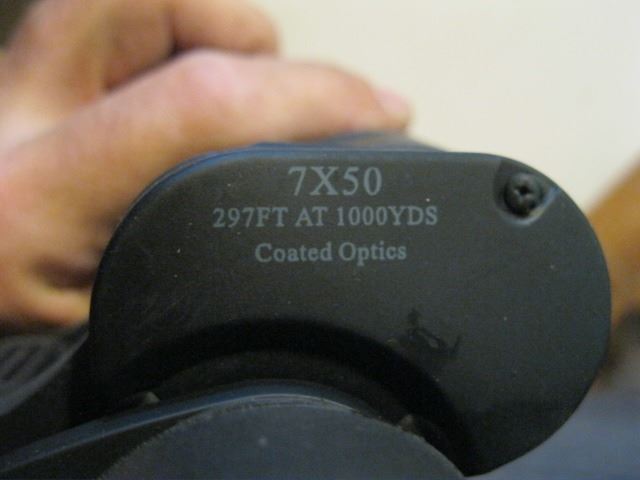 7X50
297FT AT 1000YDS
Coated Optics